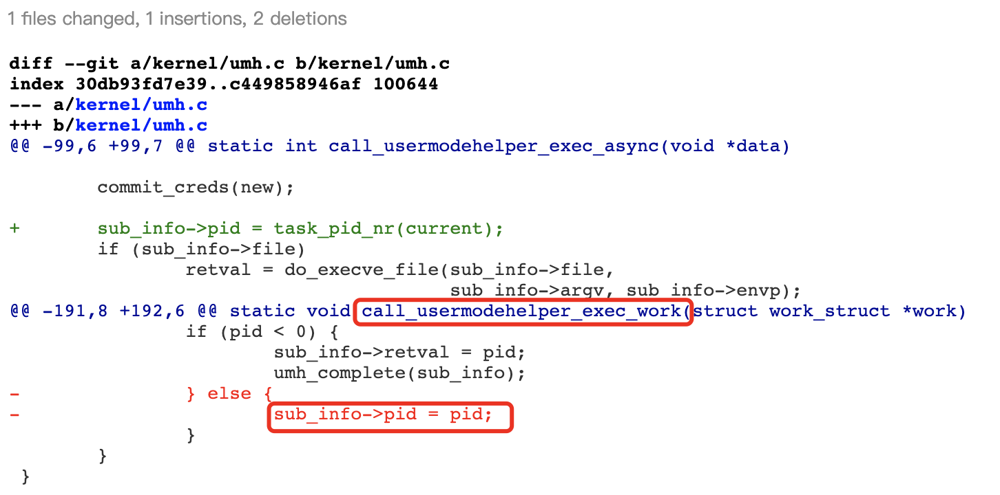 1 files changed, 1 insertions, 2 deletions
diff --git a/kernel/umh.c b/kernel/umh.c
index 30db93fd7e39..c449858946af 100644
--- a/kernel/umh.c
+++ b/kernel/umh.c
@@ -99,6 +99,7 @@ static int call_usermodehelper_exec_async(void *data)
        commit_creds(new);
+       sub_info->pid = task_pid_nr(current);
        if (sub_info->file)
                retval = do_execve_file(sub_info->file,
                                        sub_info->argv, sub_info->envp);
@@ -191,8 +192,6 @@ static void call_usermodehelper_exec_work(struct work_struct *work)
                if (pid < 0) {
                        sub_info->retval = pid;
                        umh_complete(sub_info);
-               } else {
-                       sub_info->pid = pid;
                }
        }
 }